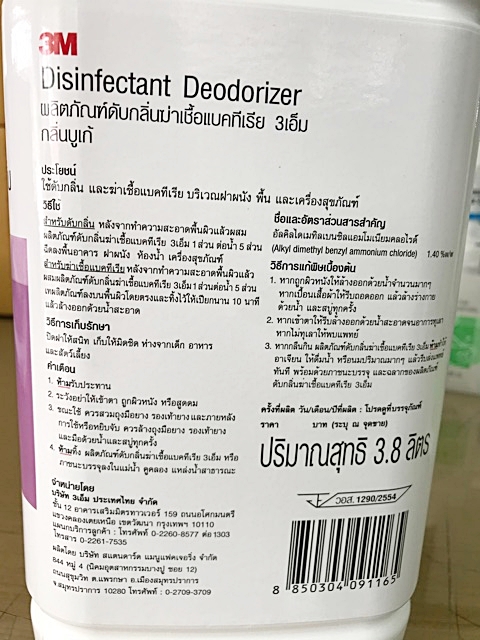 3M
Disinfectant Deodorizer
ผลิตภัณฑ์ดับกลิ่นฆ่าเชื้อแบคทีเรีย 3เอ็ม
กลิ่นบูเก้
ประโยชน์
ใช้ดับกลิ่น และฆ่าเชื้อแบคทีเรีย บริเวณฝาผนัง พื้น และเครื่องสุขภัณฑ์
วิธีใช้
สำหรับดับกลิ่น หลังจากทำความสะอาดพื้นผิวแล้วผสม
ผลิตภัณฑ์ดับกลิ่นฆ่าเชื้อแบคทีเรีย 3เอ็ม 1 ส่วน ต่อน้ำ 5 ส่วน
ฉีดลงพื้นอาคาร ฝาผนัง ห้องน้ำ เครื่องสุขภัณฑ์
สำหรับฆ่าเชื้อแบคทีเรีย หลังจากทำความสะอาดพื้นผิวแล้ว
ผสมผลิตภัณฑ์ดับกลิ่นฆ่าเชื้อแบคทีเรีย 3เอ็ม 1 ส่วนต่อน้ำ 5 ส่วน
เทผลิตภัณฑ์ลงบนพื้นผิวโดยตรงและทิ้งไว้ให้เปียกนาน 10 นาที
แล้วล้างออกด้วยน้ำสะอาด
วิธีการเก็บรักษา
ปิดฝาให้สนิท เก็บให้มิดชิด ห่างจากเด็ก อาหาร
และสัตว์เลี้ยง
คำเตือน
1. ห้ามรับประทาน
2. ระวังอย่าให้เข้าตา ถูกผิวหนัง หรือสูดดม
3. ขณะใช้ ควรสวมถุงมือยาง รองเท้ายางและภายหลัง
การใช้หรือหยิบจับ ควรล้างถุงมือยาง รองเท้ายาง
และมือด้วยน้ำและสบู่ทุกครั้ง
4. ห้ามทิ้ง ผลิตภัณฑ์ดับกลิ่นฆ่าเชื้อแบคทีเรีย 3เอ็ม หรือ
ภาชนะบรรจุลงในแม่น้ำ คูคลอง แหล่งน้ำสาธารณะ
จัดจำหน่ายโดย
บริษัท 3เอ็ม ประเทศไทย จำกัด
ชั้น 12 อาคารเสริมมิตรทาวเวอร์ 159 ถนนอโศกมนตรี
แขวงคลองเตยเหนือ เขตวัฒนา กรุงเทพฯ 10110
แผนกบริการลูกค้า : โทรศัพท์ 0-2260-8577 ต่อ 1303
โทรสาร 0-2261-7535
ผลิตโดย บริษัท สแตนดาร์ด แมนูแฟคเจอริ่ง จำกัด
844 หมู่ 4 (นิคมอุตสาหกรรมบางปู ซอย 12)
ถนนสุขุมวิท ต.แพรกษา อ.เมืองสมุทรปราการ
จ.สมุทรปราการ 10280 โทรศัพท์ : 0-2709-3709
ชื่อและอัตราส่วนสารสำคัญ
อัลคิลไดเมทิลเบนซิลแอมโมเนียมคลอไรด์
(Alkyl dimethyl benzyl ammonium chloride) 1.40 %w/w
วิธีการแก้พิษเบื้องต้น
1. หากถูกผิวหนังให้ล้างออกด้วยน้ำจำนวนมากๆ
หากเปื้อนเสื้อผ้าให้รีบถอดออก แล้วล้างร่างกาย
ด้วยน้ำ และสบู่ทุกครั้ง
2. หากเข้าตาให้รีบล้างออกด้วยน้ำสะอาดจนอาการทุเลา
หากไม่ทุเลาให้พบแพทย์
3. หากกลืนกิน ผลิตภัณฑ์ดับกลิ่นฆ่าเชื้อแบคทีเรีย 3เอ็ม ห้ามทำให้
อาเจียน ให้ดื่มน้ำ หรือนมปริมาณมากๆ แล้วรีบส่งแพทย์
ทันที พร้อมด้วยภาชนะบรรจุ และฉลากของผลิตภัณฑ์
ดับกลิ่นฆ่าเชื้อแบคทีเรีย 3เอ็ม
ครั้งที่ผลิต วัน/เดือน/ปีที่ผลิต : โปรดดูที่บรรจุภัณฑ์
ราคา บาท (ระบุ ณ จุดขาย)
ปริมาณสุทธิ 3.8 ลิตร
วอส. 1290/2554
8 850304 091165